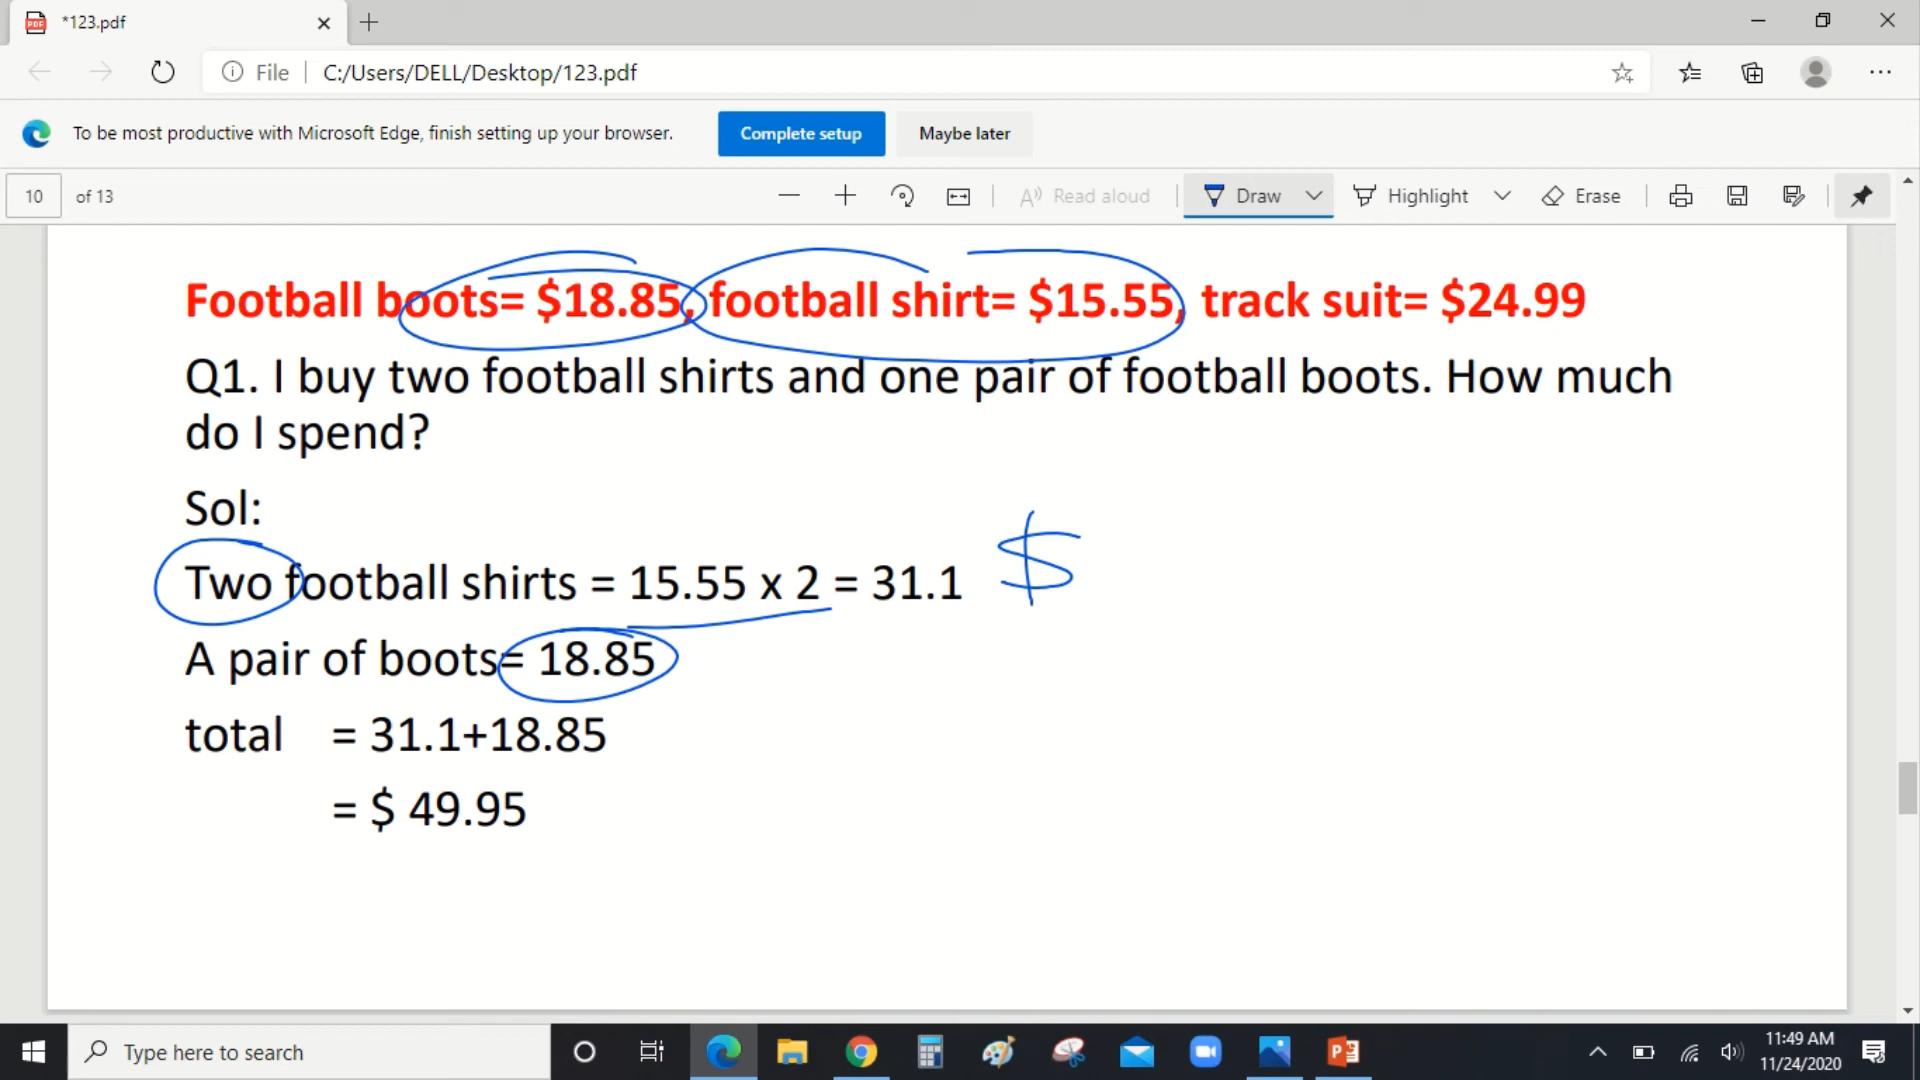 *123.pdf
File C:/Users/DELL/Desktop/123.pdf
To be most productive with Microsoft Edge, finish setting up your browser. Complete setup Maybe later
10 of 13 Read aloud Draw Highlight Erase
Football boots= $18.85, football shirt= $15.55, track suit= $24.99
Q1. I buy two football shirts and one pair of football boots. How much
do I spend?
Sol:
Two football shirts = 15.55 x 2 = 31.1 $
A pair of boots= 18.85
total = 31.1+18.85
= $ 49.95
Type here to search
11:49 AM
11/24/2020